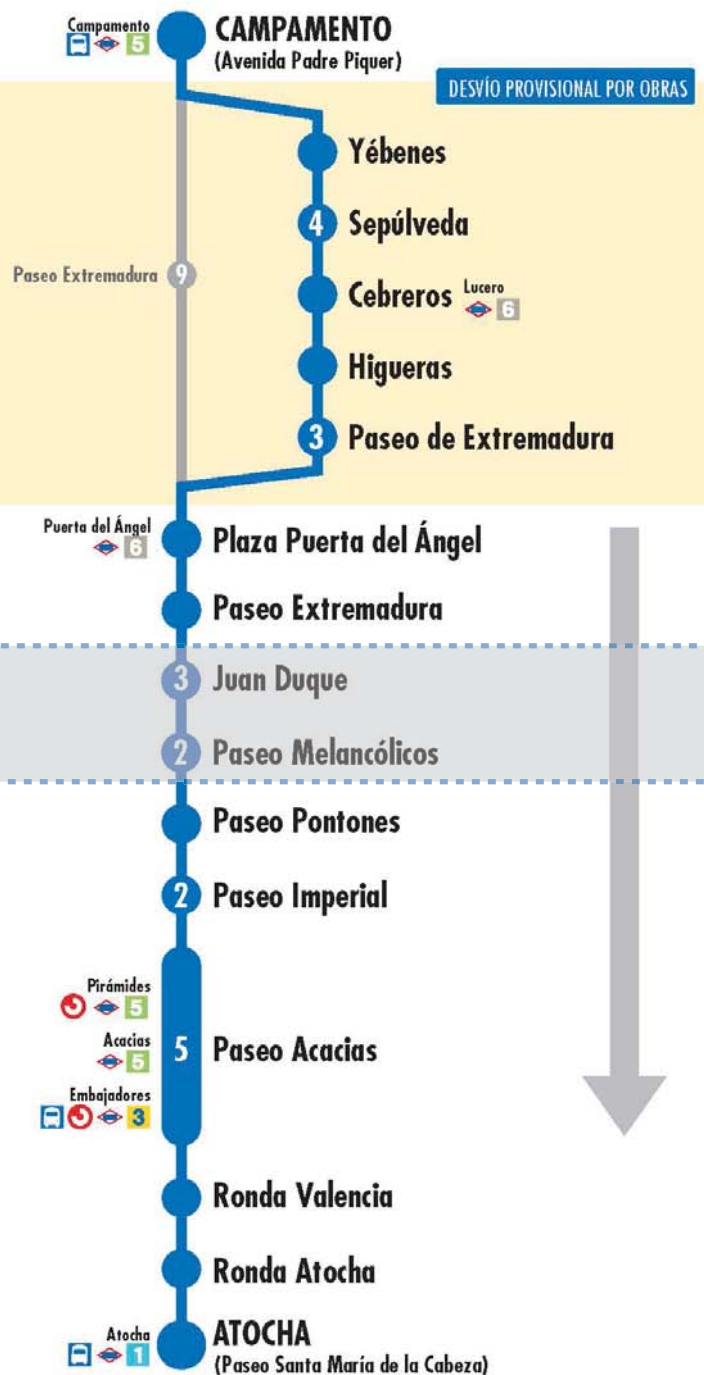 Campamento
5
CAMPAMENTO
(Avenida Padre Piquer)
DESVÍO PROVISIONAL POR OBRAS
Yébenes
4 Sepúlveda
Paseo Extremadura 9
Cebreros Lucero
6
Higueras
3 Paseo de Extremadura
Puerta del Ángel
6
Plaza Puerta del Ángel
Paseo Extremadura
3 Juan Duque
2 Paseo Melancólicos
Paseo Pontones
2 Paseo Imperial
Pirámides
5
Acacias
5
5 Paseo Acacias
Embajadores
3
Ronda Valencia
Ronda Atocha
Atocha
1
ATOCHA
(Paseo Santa María de la Cabeza)